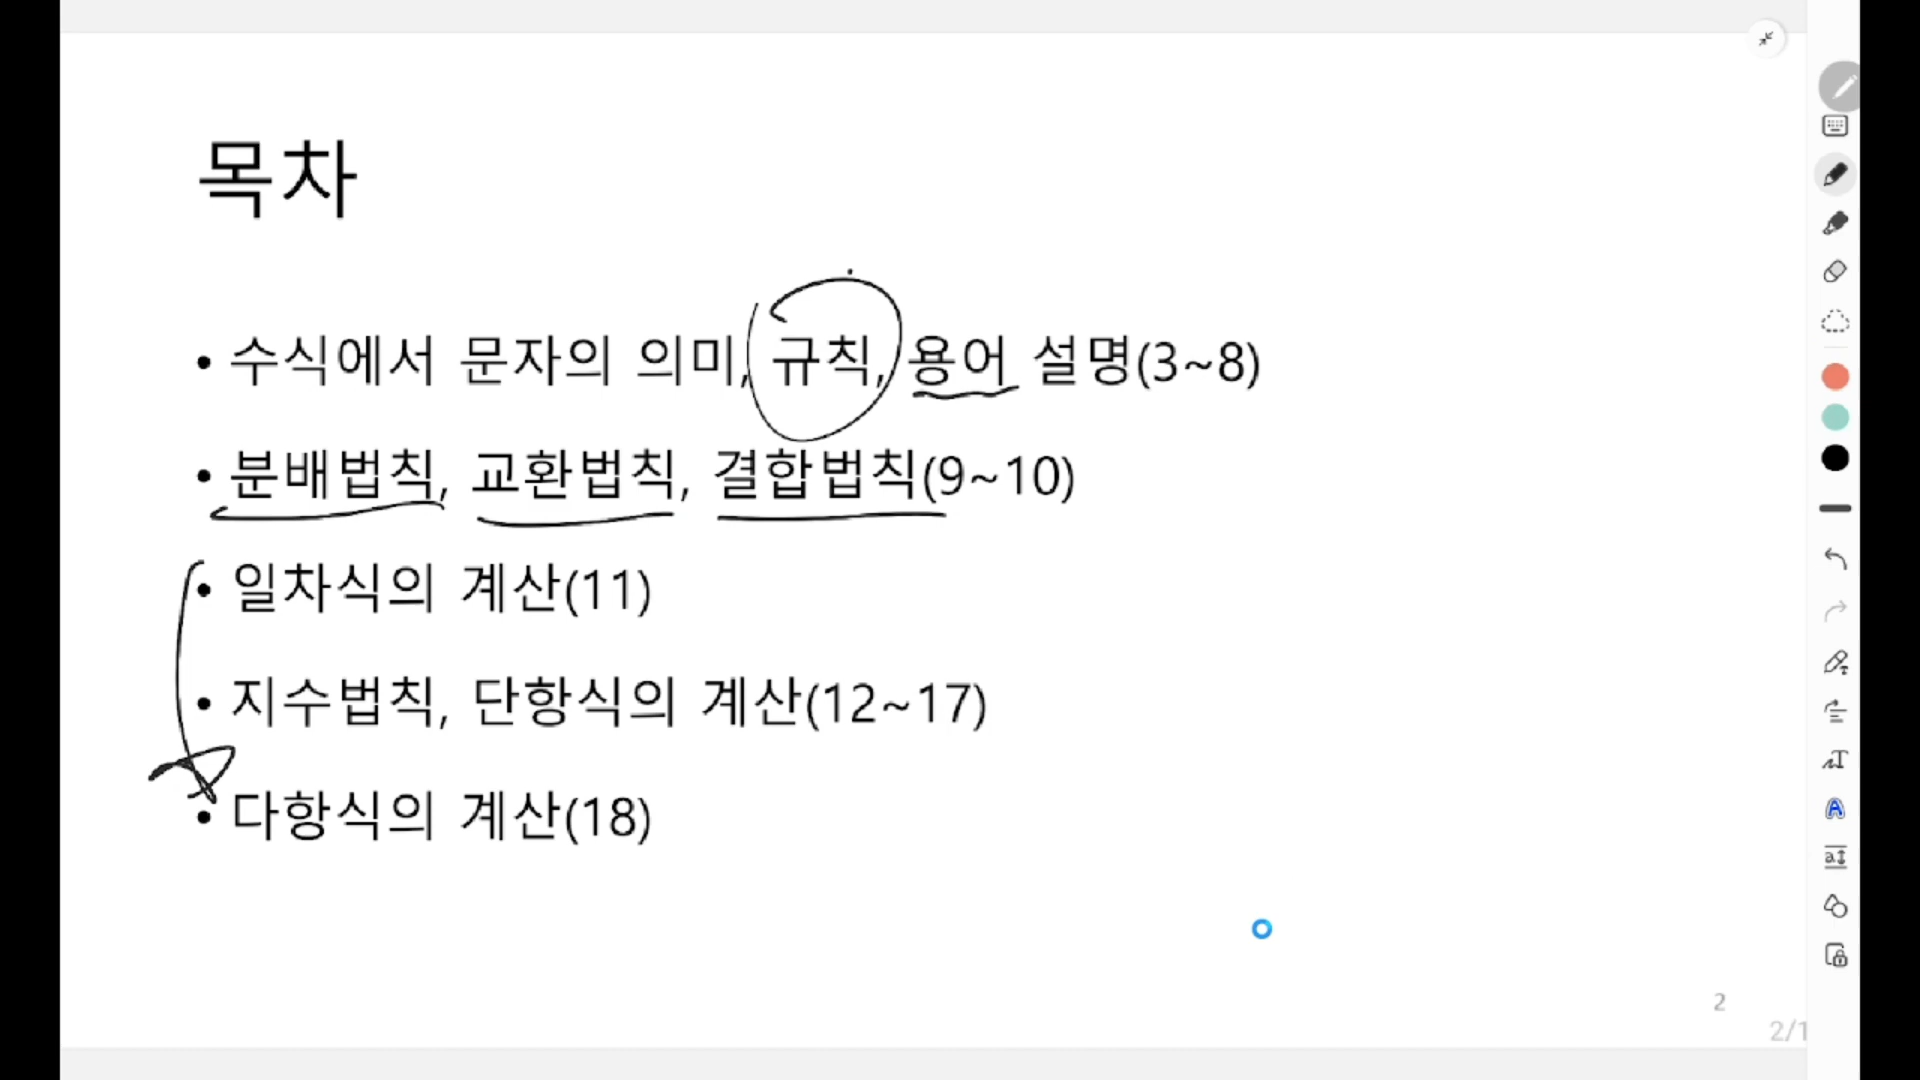 목차
• 수식에서 문자의 의미, 규칙, 용어 설명(3~8)
• 분배법칙, 교환법칙, 결합법칙(9~10)
• 일차식의 계산(11)
• 지수법칙, 단항식의 계산(12~17)
• 다항식의 계산(18)
2
2/1